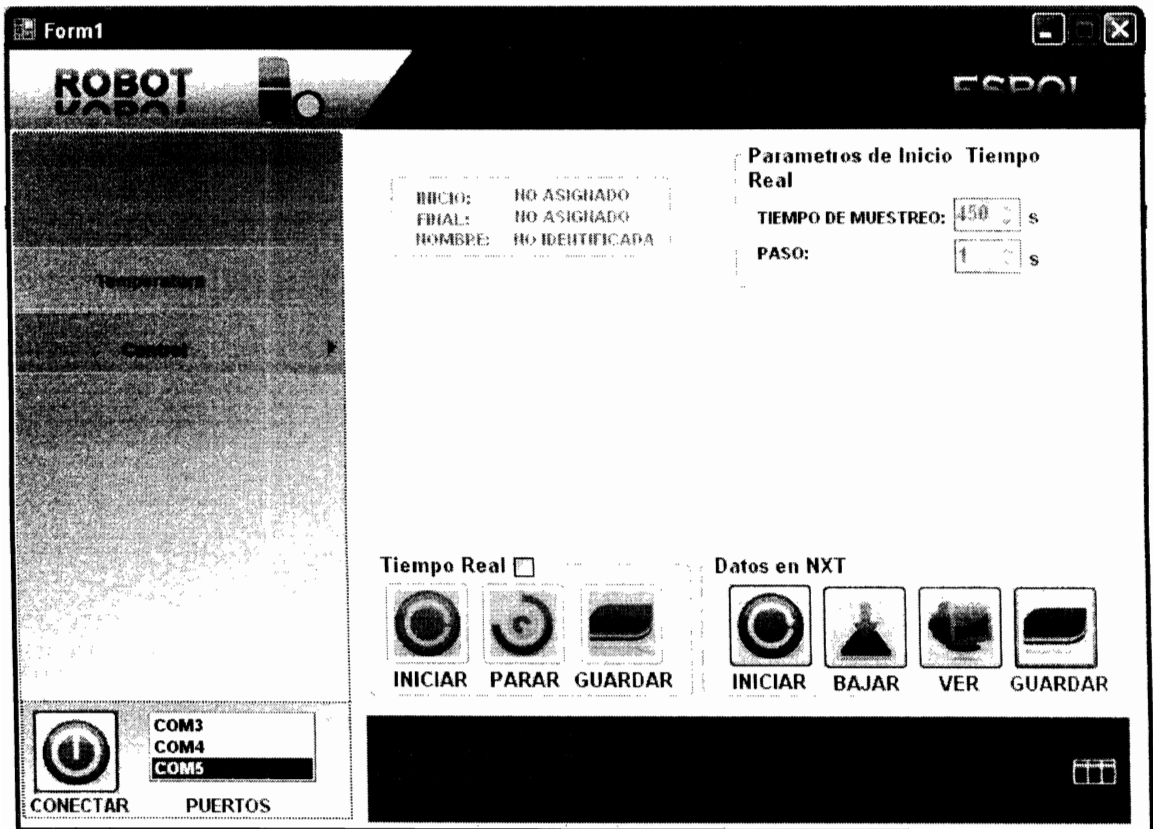 Form1
ROBOT
ESPOL
Parametros de Inicio Tiempo
Real
INICIO: NO ASIGNADO
FINAL: NO ASIGNADO
NOMBRE: NO IDENTIFICADA
TIEMPO DE MUESTREO: 450 s
PASO: 1 s
Temperatura
Control
Tiempo Real
INICIAR PARAR GUARDAR
Datos en NXT
INICIAR BAJAR VER GUARDAR
COM3
COM4
COM5
CONECTAR PUERTOS